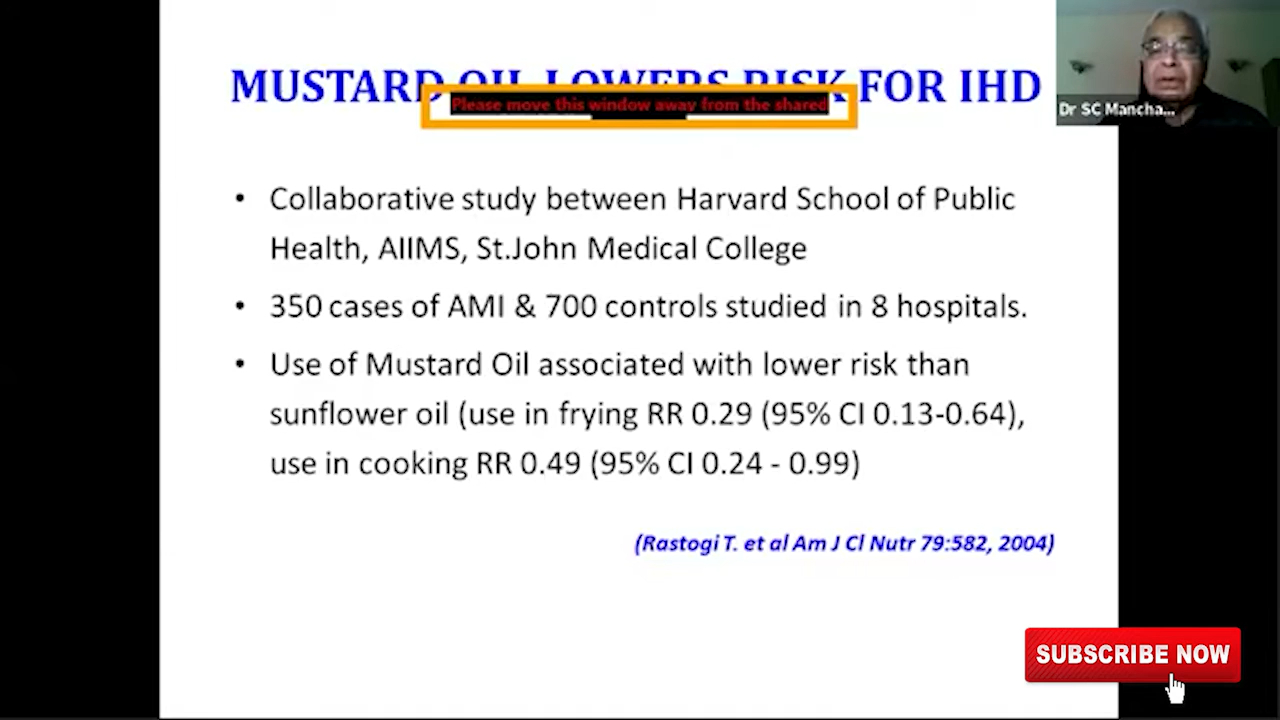 MUSTARD OIL LOWERS RISK FOR IHD
Please move this window away from the shared
Dr SC Mancha...
• Collaborative study between Harvard School of Public
Health, AIIMS, St.John Medical College
• 350 cases of AMI & 700 controls studied in 8 hospitals.
• Use of Mustard Oil associated with lower risk than
sunflower oil (use in frying RR 0.29 (95% CI 0.13-0.64),
use in cooking RR 0.49 (95% CI 0.24 - 0.99)
(Rastogi T. et al Am J Cl Nutr 79:582, 2004)
SUBSCRIBE NOW